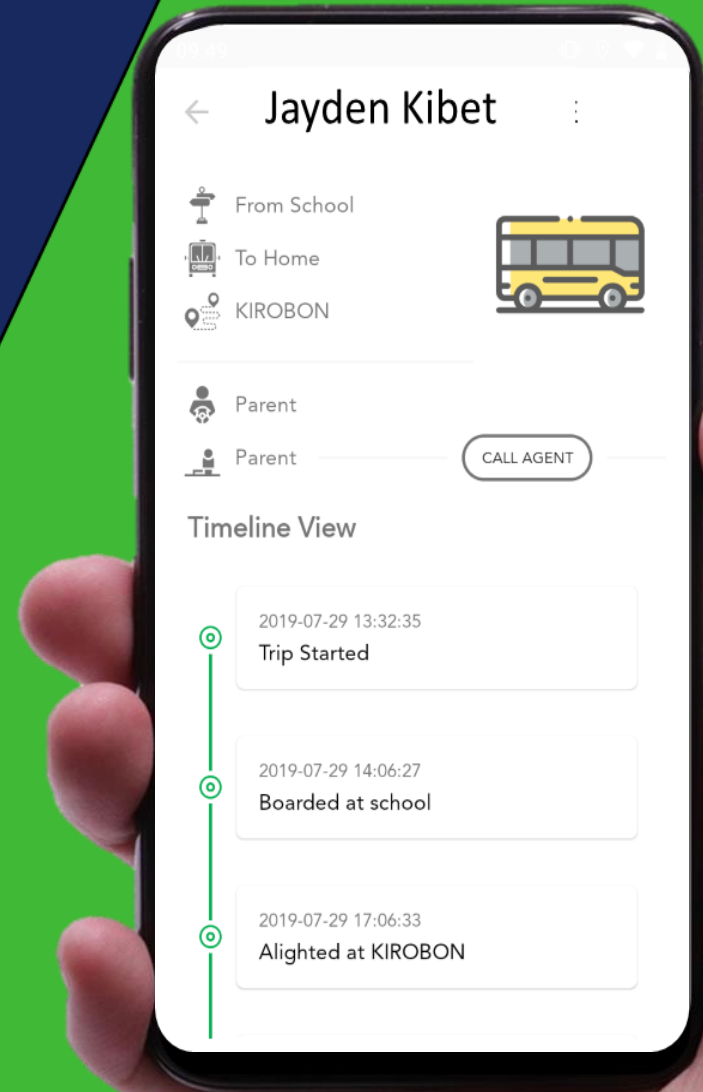 09:49
Jayden Kibet
From School
To Home
KIROBON
Parent
Parent
CALL AGENT
Timeline View
2019-07-29 13:32:35
Trip Started
2019-07-29 14:06:27
Boarded at school
2019-07-29 17:06:33
Alighted at KIROBON